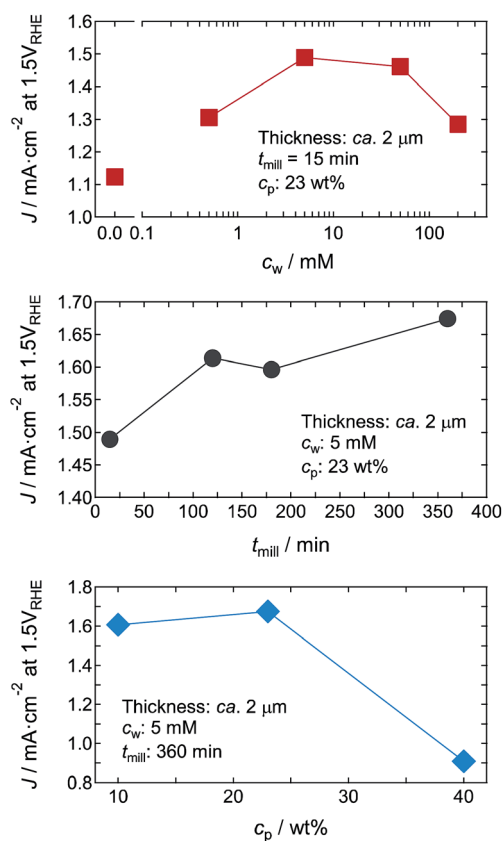 1.6
1.5
1.4
1.3
1.2
1.1
1.0
J / mA·cm⁻² at 1.5V_RHE
Thickness: ca. 2 μm
t_mill = 15 min
c_p: 23 wt%
0.0 0.1 1 10 100
c_w / mM
1.70
1.65
1.60
1.55
1.50
1.45
1.40
J / mA·cm⁻² at 1.5V_RHE
Thickness: ca. 2 μm
c_w: 5 mM
c_p: 23 wt%
0 50 100 150 200 250 300 350 400
t_mill / min
1.8
1.6
1.4
1.2
1.0
0.8
J / mA·cm⁻² at 1.5V_RHE
Thickness: ca. 2 μm
c_w: 5 mM
t_mill: 360 min
10 20 30 40
c_p / wt%